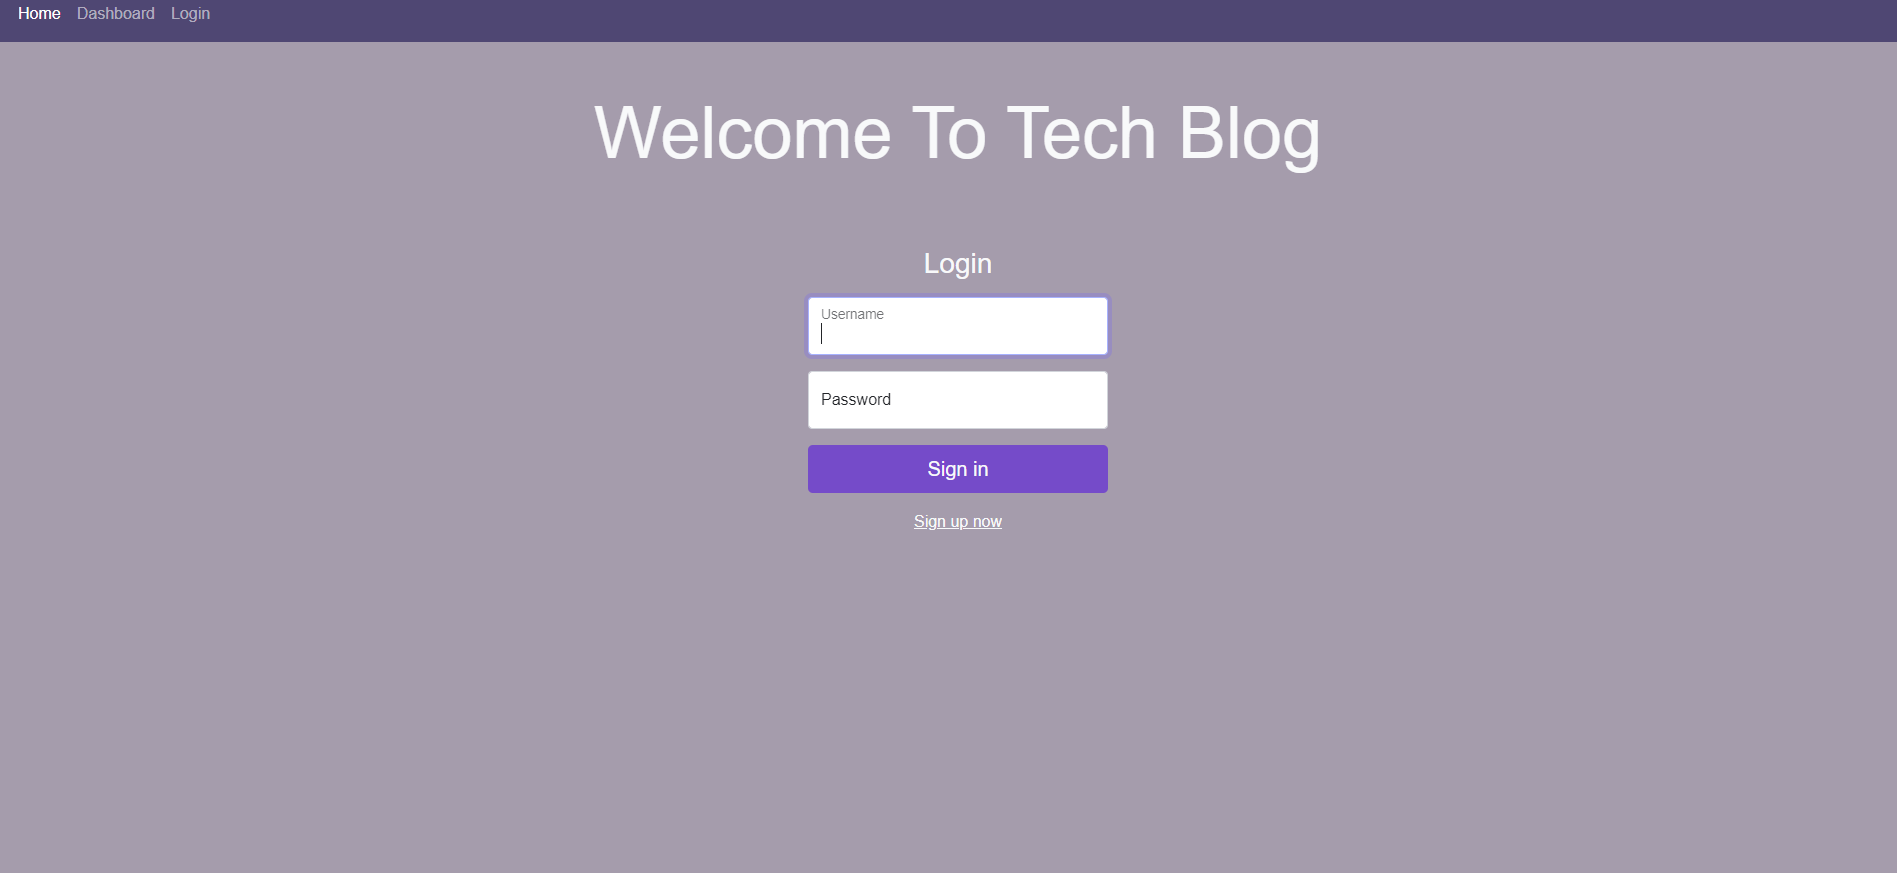 Home Dashboard Login
Welcome To Tech Blog
Login
Username
Password
Sign in
Sign up now